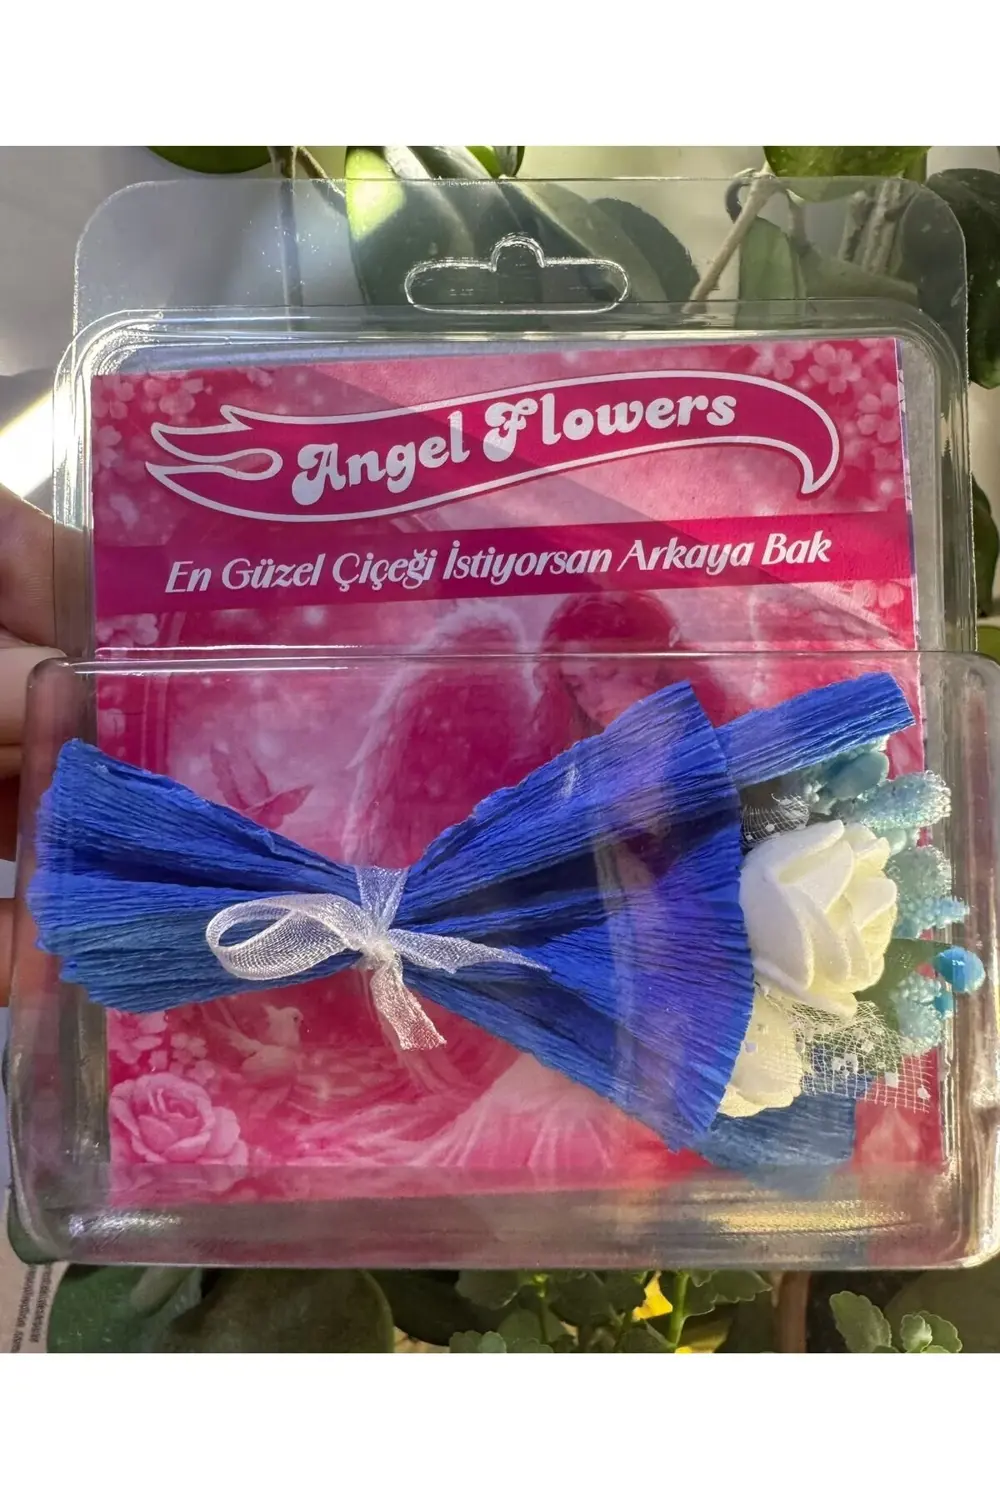 Angel Flowers
En Güzel Çiçeği İstiyorsan Arkaya Bak